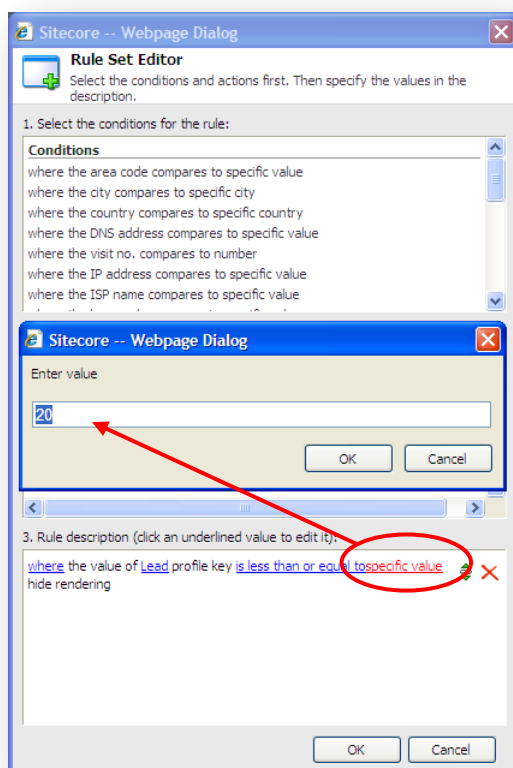 Sitecore -- Webpage Dialog
Rule Set Editor
Select the conditions and actions first. Then specify the values in the
description.
1. Select the conditions for the rule:
Conditions
where the area code compares to specific value
where the city compares to specific city
where the country compares to specific country
where the DNS address compares to specific value
where the visit no. compares to number
where the IP address compares to specific value
where the ISP name compares to specific value
Sitecore -- Webpage Dialog
Enter value
20
OK Cancel
3. Rule description (click an underlined value to edit it):
where the value of Lead profile key is less than or equal tospecific value
hide rendering
OK Cancel